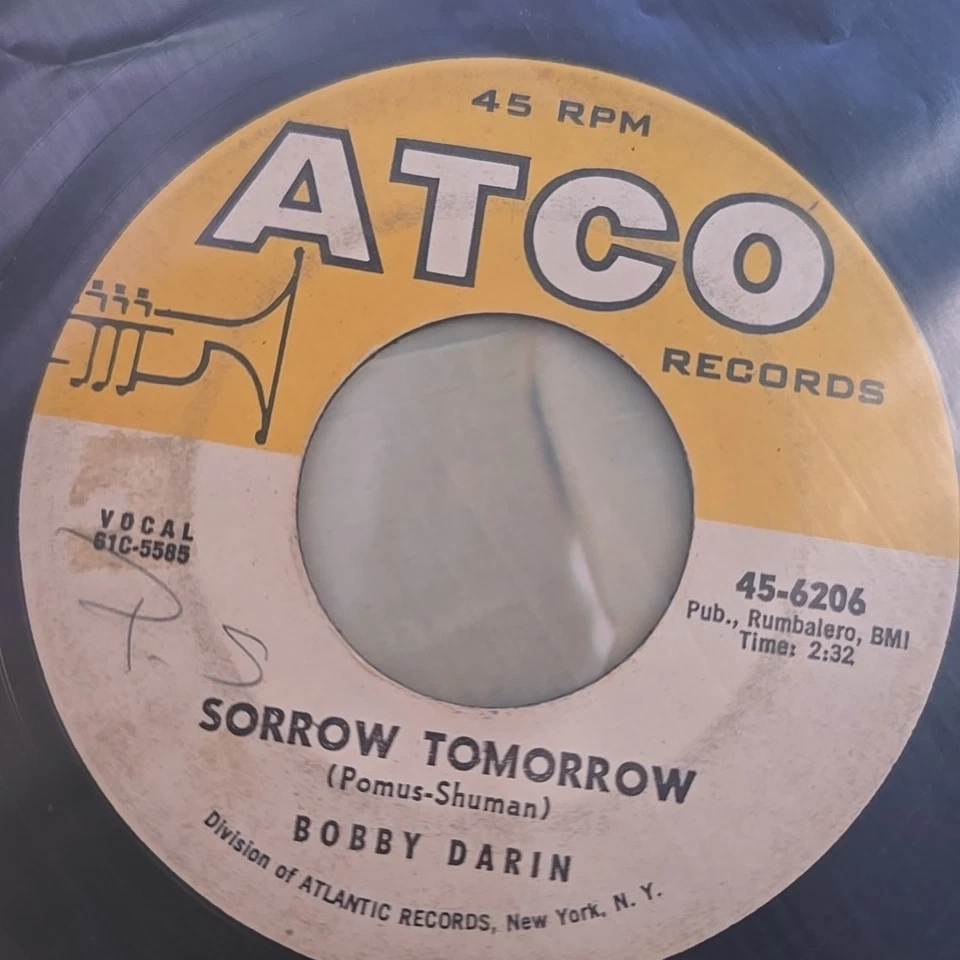 45 RPM
ATCO
RECORDS
VOCAL
61C-5585
45-6206
Pub., Rumbalero, BMI
Time: 2:32
SORROW TOMORROW
(Pomus-Shuman)
BOBBY DARIN
Division of ATLANTIC RECORDS, New York, N. Y.